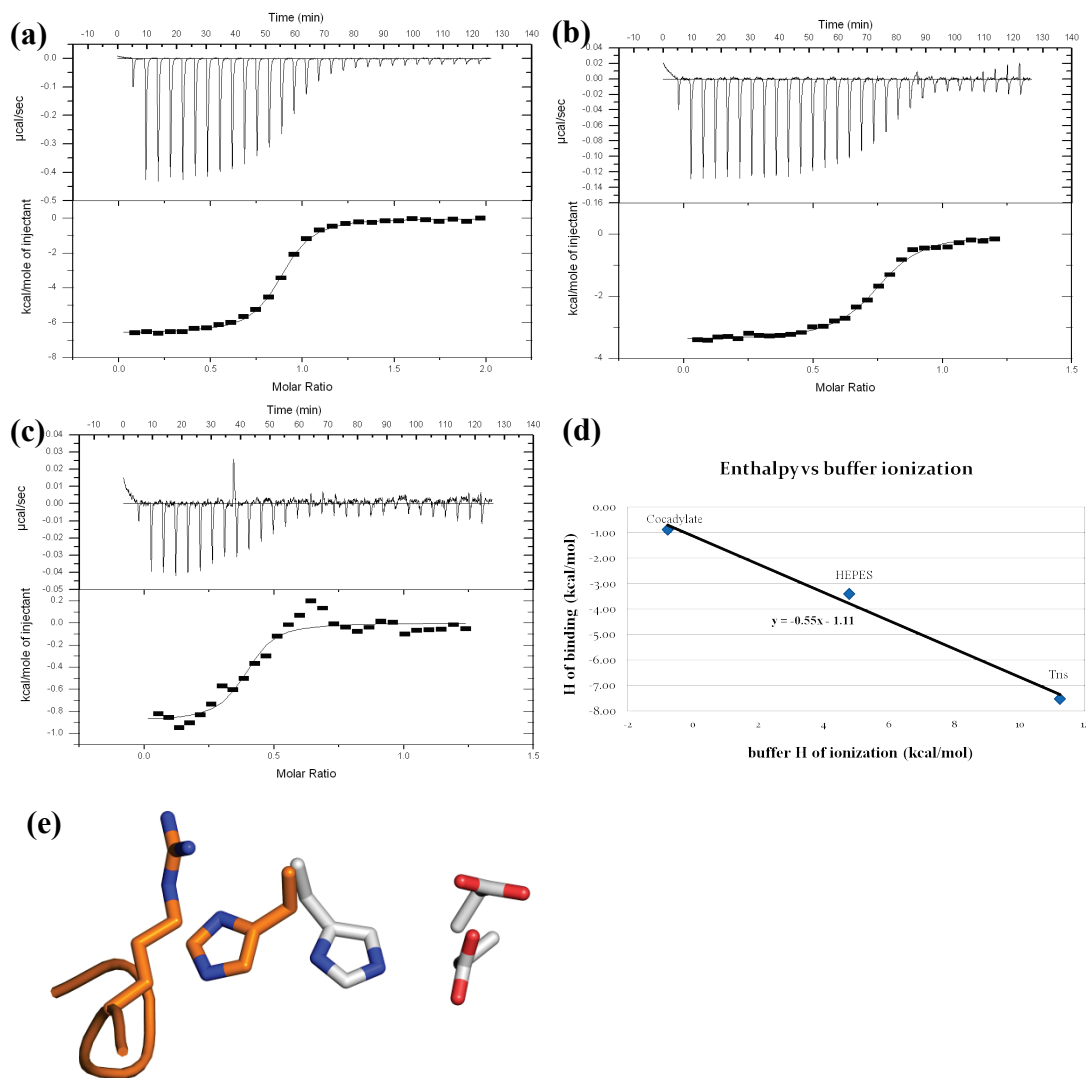 (a)
Time (min)
-10 0 10 20 30 40 50 60 70 80 90 100 110 120 130 140
0.0
-0.1
-0.2
-0.3
-0.4
-0.5
µcal/sec
0
-2
-4
-6
-8
kcal/mole of injectant
0.0 0.5 1.0 1.5 2.0
Molar Ratio
(b)
Time (min)
-10 0 10 20 30 40 50 60 70 80 90 100 110 120 130 140
0.04
0.02
0.00
-0.02
-0.04
-0.06
-0.08
-0.10
-0.12
-0.14
-0.16
µcal/sec
0
-2
-4
kcal/mole of injectant
0.0 0.5 1.0 1.5
Molar Ratio
(c)
Time (min)
-10 0 10 20 30 40 50 60 70 80 90 100 110 120 130 140
0.04
0.03
0.02
0.01
0.00
-0.01
-0.02
-0.03
-0.04
-0.05
µcal/sec
0.2
0.0
-0.2
-0.4
-0.6
-0.8
-1.0
kcal/mole of injectant
0.0 0.5 1.0 1.5
Molar Ratio
(d)
Enthalpy vs buffer ionization
0.00
-1.00
-2.00
-3.00
-4.00
-5.00
-6.00
-7.00
-8.00
H of binding (kcal/mol)
Cocadylate
HEPES
y = -0.55x - 1.11
Tris
-2 0 2 4 6 8 10
buffer H of ionization (kcal/mol)
(e)